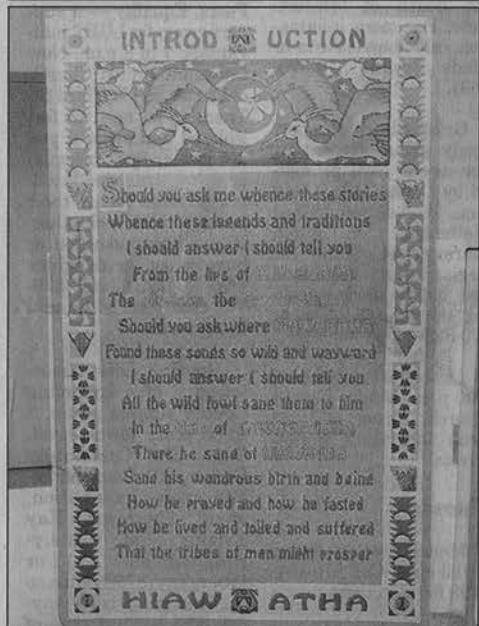 INTROD UCTION
Should you ask me whence these stories
Whence these legends and traditions
I should answer I should tell you
From the lips of
The the
Should you ask where
Found these songs so wild and wayward
I should answer I should tell you
All the wild fowl sang them to him
In the of
There he sang of
Sang his wondrous birth and being
How he prayed and how he fasted
How he lived and toiled and suffered
That the tribes of men might prosper
HIAW ATHA